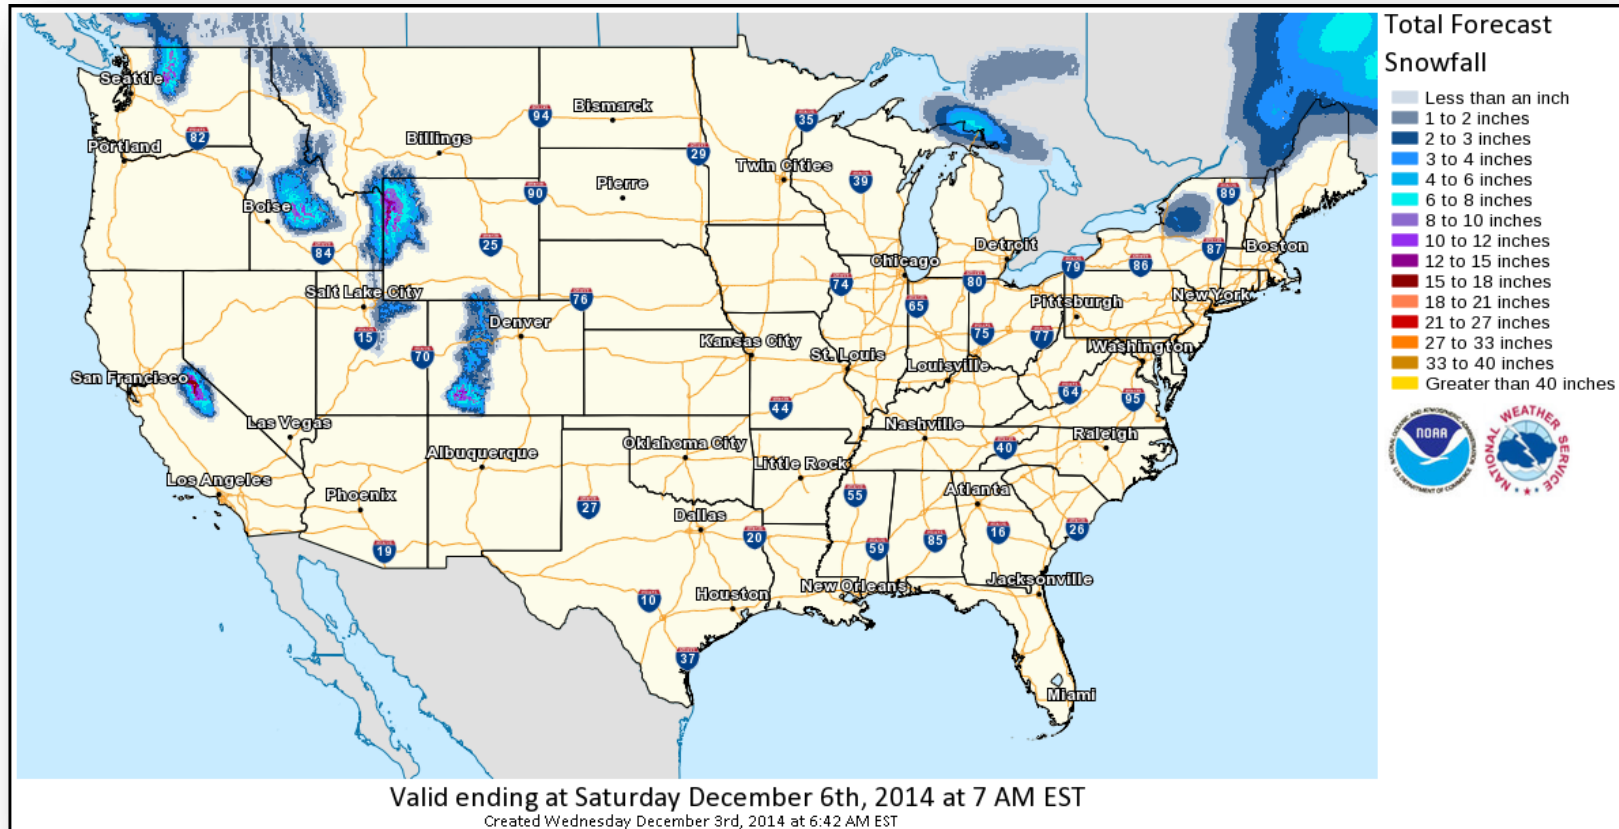 Total Forecast
Snowfall
Less than an inch
1 to 2 inches
2 to 3 inches
3 to 4 inches
4 to 6 inches
6 to 8 inches
8 to 10 inches
10 to 12 inches
12 to 15 inches
15 to 18 inches
18 to 21 inches
21 to 27 inches
27 to 33 inches
33 to 40 inches
Greater than 40 inches
NOAA
NATIONAL OCEANIC AND ATMOSPHERIC ADMINISTRATION
U.S. DEPARTMENT OF COMMERCE
NATIONAL WEATHER SERVICE
Seattle
82
Portland
Billings
94
Bismarck
35
29
Twin Cities
39
Pierre
90
Boise
84
25
89
87
Boston
Detroit
Chicago
79
86
74
80
65
Salt Lake City
76
Pittsburgh
New York
Denver
15
70
Kansas City
St. Louis
75
77
Washington
Louisville
San Francisco
64
95
44
Las Vegas
Nashville
Raleigh
40
Albuquerque
Oklahoma City
Little Rock
Los Angeles
Phoenix
27
55
Atlanta
Dallas
20
59
85
16
26
19
Jacksonville
10
Houston
New Orleans
37
Miami
Valid ending at Saturday December 6th, 2014 at 7 AM EST
Created Wednesday December 3rd, 2014 at 6:42 AM EST